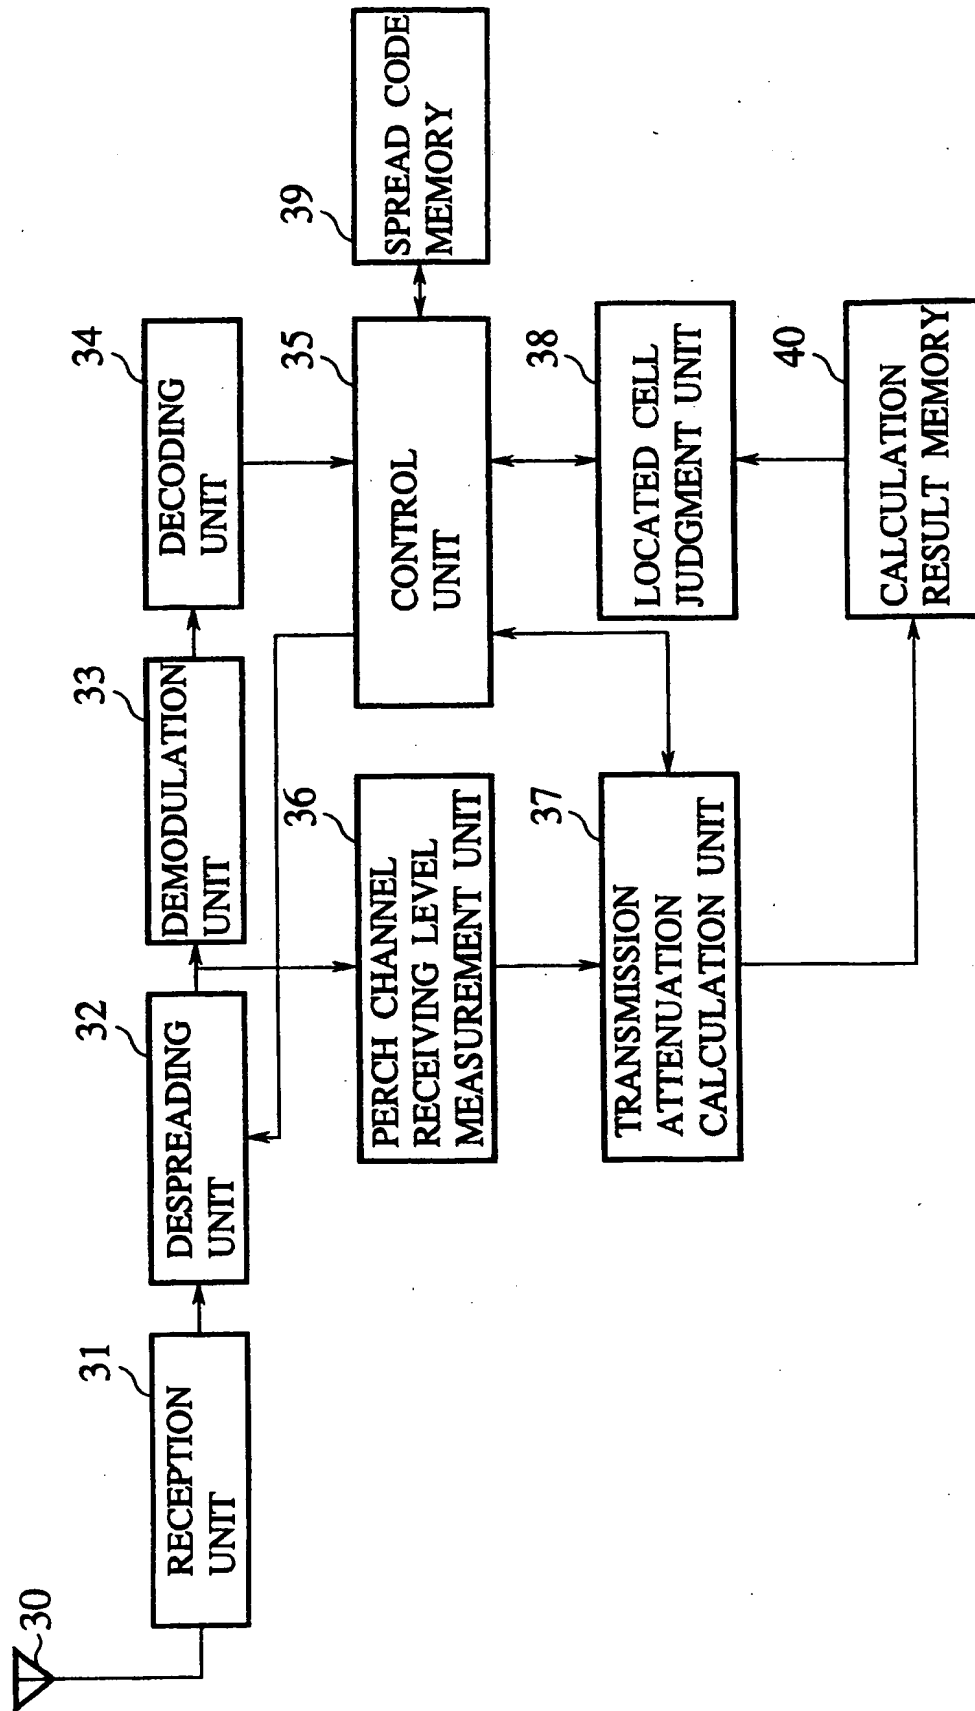 30
31
RECEPTION
UNIT
32
DESPREADING
UNIT
33
DEMODULATION
UNIT
34
DECODING
UNIT
36
PERCH CHANNEL
RECEIVING LEVEL
MEASUREMENT UNIT
35
CONTROL
UNIT
39
SPREAD CODE
MEMORY
37
TRANSMISSION
ATTENUATION
CALCULATION UNIT
38
LOCATED CELL
JUDGMENT UNIT
40
CALCULATION
RESULT MEMORY